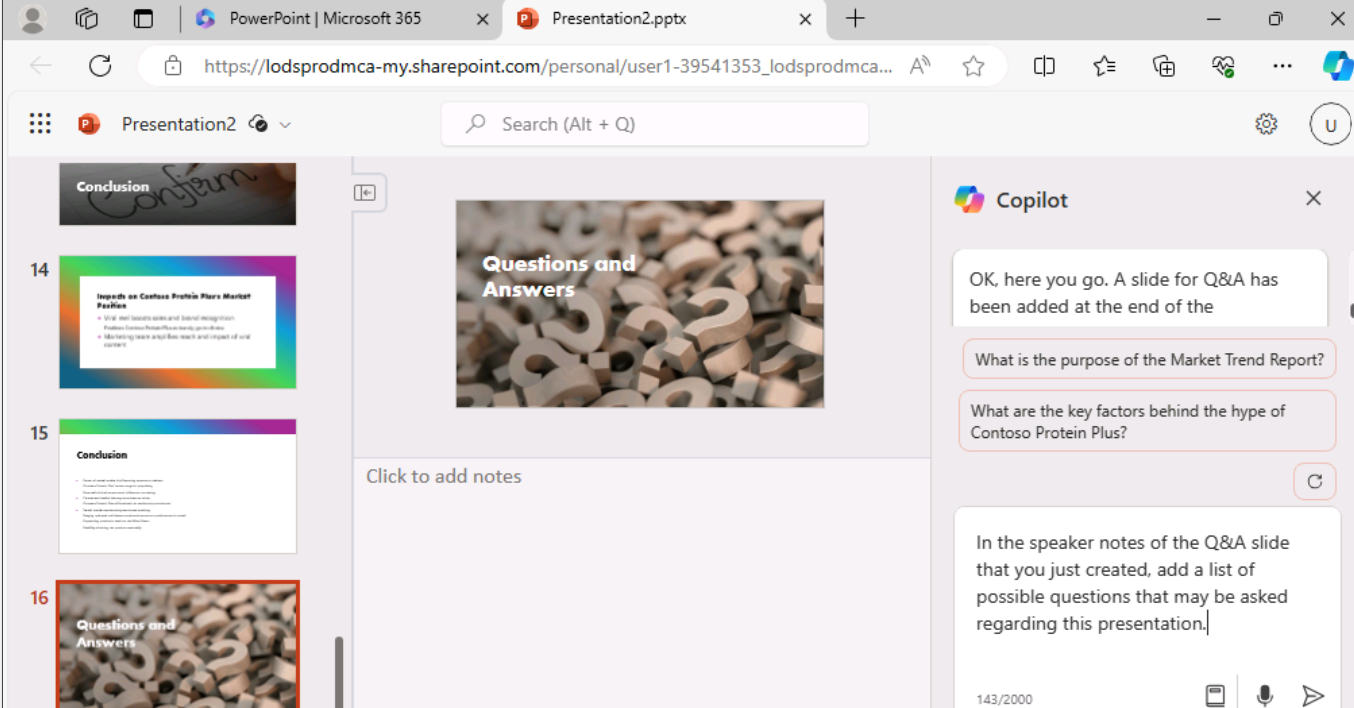 PowerPoint | Microsoft 365
Presentation2.pptx
https://lodsprodmca-my.sharepoint.com/personal/user1-39541353_lodsprodmca...
Presentation2
Search (Alt + Q)
U
Conclusion
Confirm
14
Impacts on Contoso Protein Plus's Market
Position
Viral reel boosts sales and brand recognition
Positions Contoso Protein Plus as trendy, go-to choice
Marketing team amplifies reach and impact of viral
content
15
Conclusion
16
Questions and
Answers
Questions and
Answers
Click to add notes
Copilot
OK, here you go. A slide for Q&A has
been added at the end of the
What is the purpose of the Market Trend Report?
What are the key factors behind the hype of
Contoso Protein Plus?
In the speaker notes of the Q&A slide
that you just created, add a list of
possible questions that may be asked
regarding this presentation.
143/2000